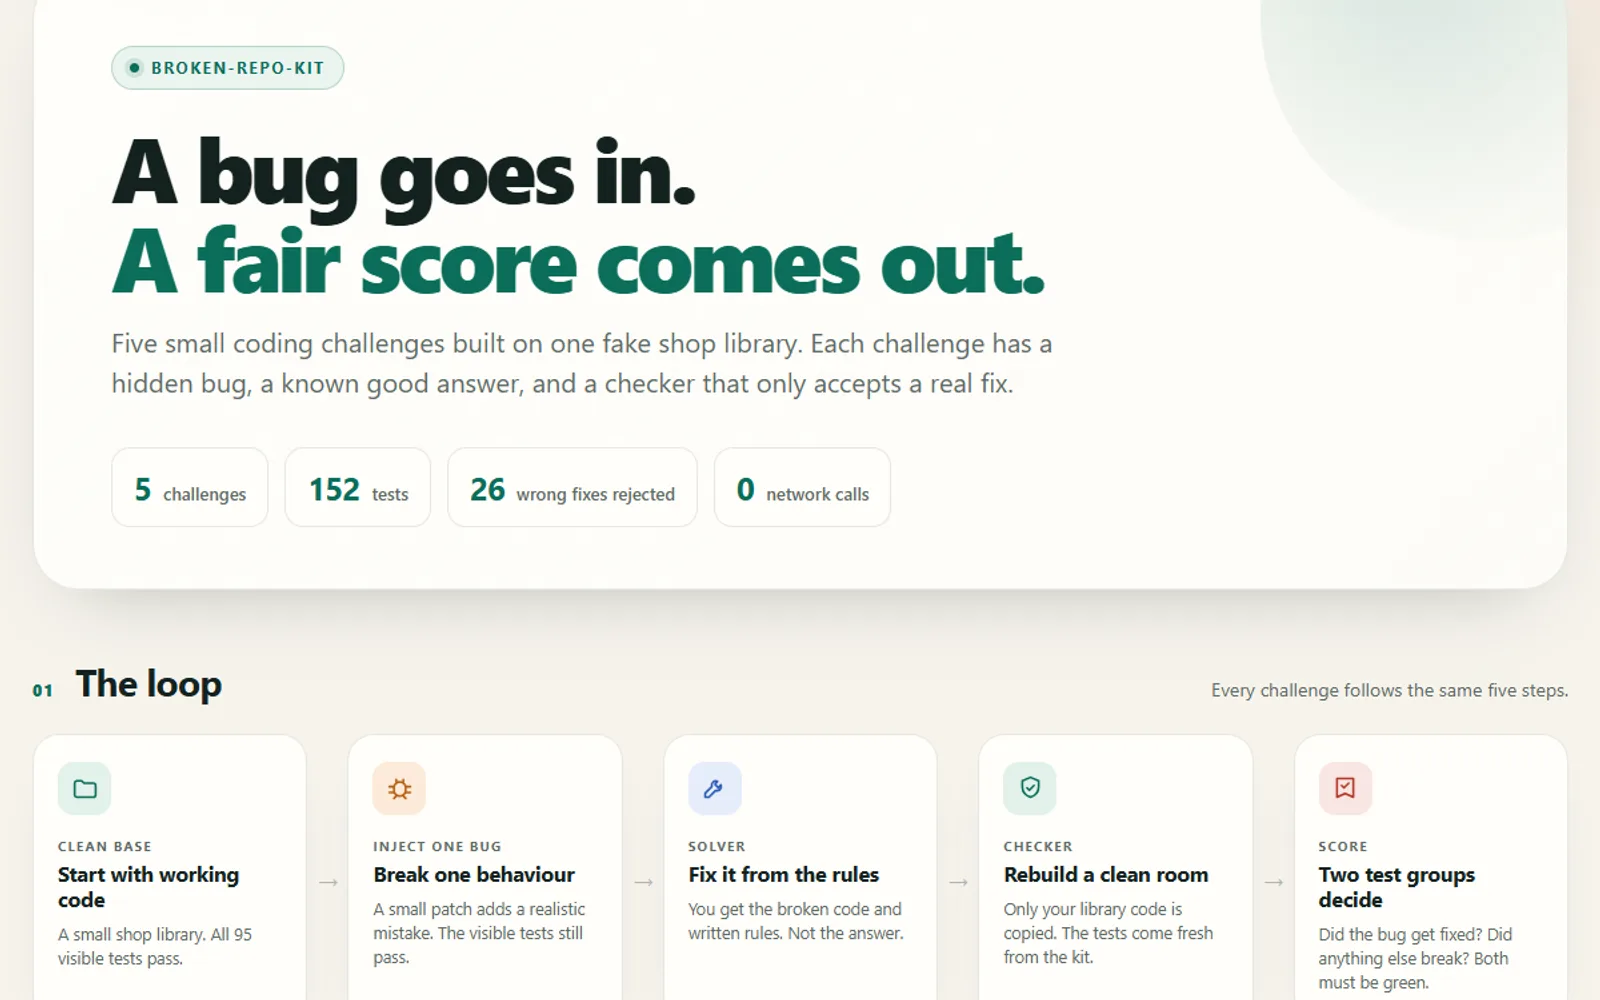 BROKEN-REPO-KIT
A bug goes in.
A fair score comes out.
Five small coding challenges built on one fake shop library. Each challenge has a
hidden bug, a known good answer, and a checker that only accepts a real fix.
5 challenges
152 tests
26 wrong fixes rejected
0 network calls
01 The loop
Every challenge follows the same five steps.
CLEAN BASE
Start with working
code
A small shop library. All 95
visible tests pass.
→
INJECT ONE BUG
Break one behaviour
A small patch adds a realistic
mistake. The visible tests still
pass.
→
SOLVER
Fix it from the rules
You get the broken code and
written rules. Not the answer.
→
CHECKER
Rebuild a clean room
Only your library code is
copied. The tests come fresh
from the kit.
→
SCORE
Two test groups
decide
Did the bug get fixed? Did
anything else break? Both
must be green.